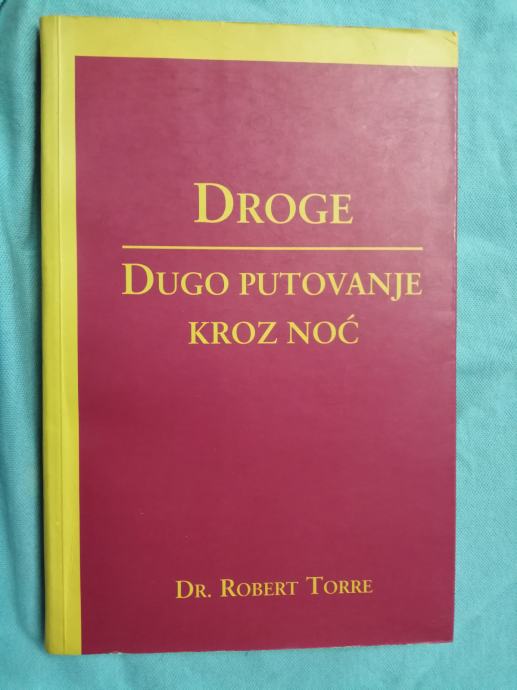 DROGE
DUGO PUTOVANJE
KROZ NOĆ
DR. ROBERT TORRE